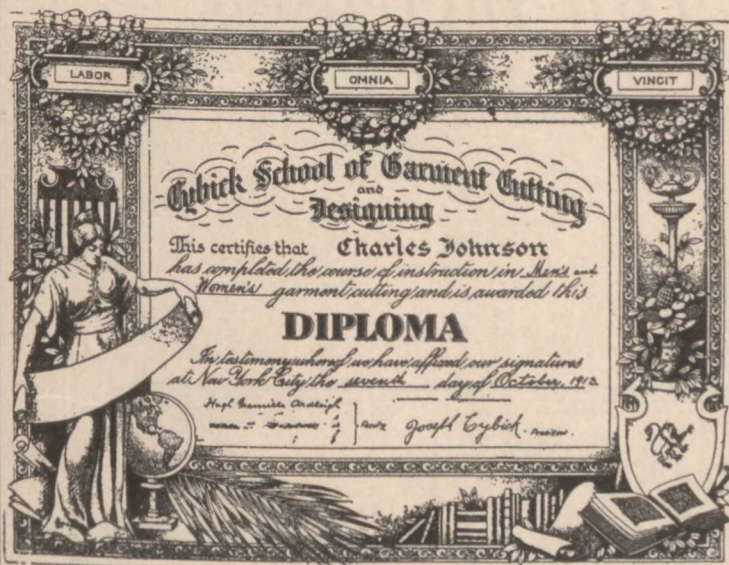 LABOR
OMNIA
VINCIT
Cybick School of Garment Cutting
and
Designing
This certifies that Charles Johnson
has completed the course of instruction in Men's and
Women's garment cutting and is awarded this
DIPLOMA
In testimony whereof we have affixed our signatures
at New York City, the seventh day of October, 1913.
Joseph Cybick